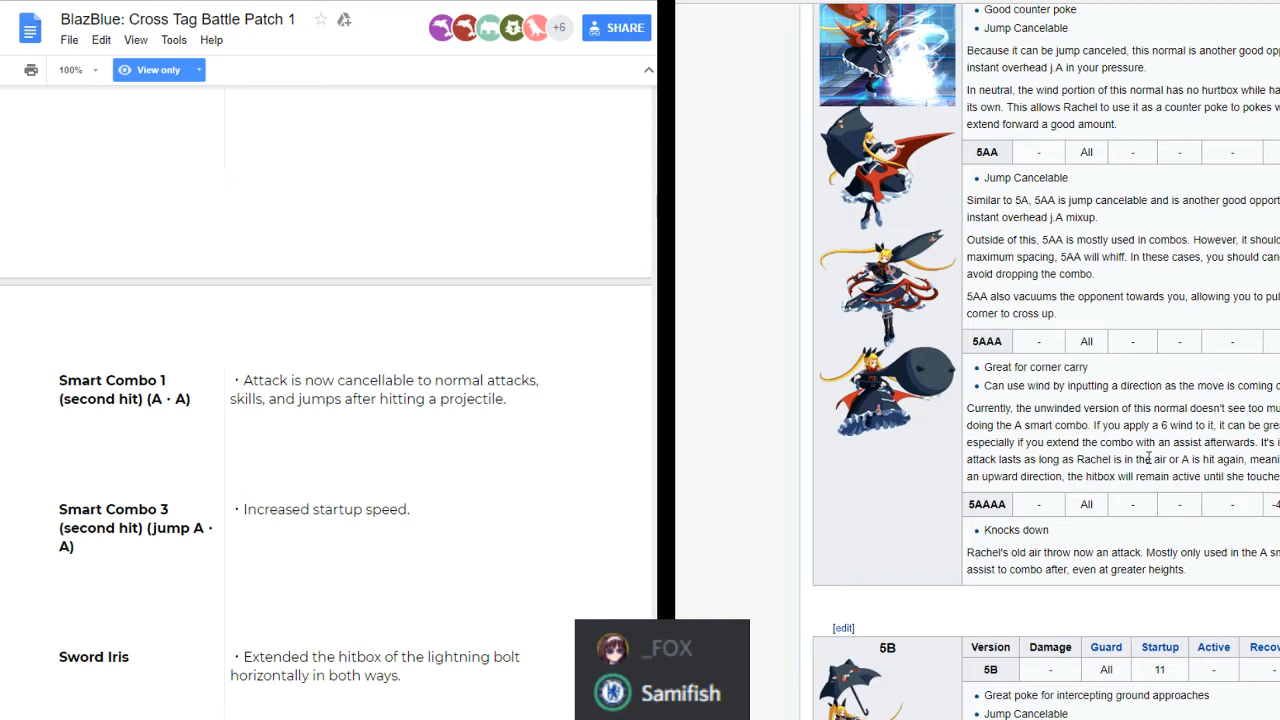 BlazBlue: Cross Tag Battle Patch 1
File Edit View Help
+6
SHARE
100%
View only
Smart Combo 1
(second hit) (A・A)
・Attack is now cancellable to normal attacks,
skills, and jumps after hitting a projectile.
Smart Combo 3
(second hit) (jump A・
A)
・Increased startup speed.
Sword Iris
・Extended the hitbox of the lightning bolt
horizontally in both ways.
_FOX
Samifish
• Good counter poke
• Jump Cancelable
Because it can be jump canceled, this normal is another good
instant overhead j.A in your pressure.
In neutral, the wind portion of this normal has no hurtbox while
its own. This allows Rachel to use it as a counter poke to pokes
extend forward a good amount.
5AA - All - - -
• Jump Cancelable
Similar to 5A, 5AA is jump cancelable and is another good
instant overhead j.A mixup.
Outside of this, 5AA is mostly used in combos. However, it
maximum spacing, 5AA will whiff. In these cases, you should
avoid dropping the combo.
5AA also vacuums the opponent towards you, allowing you to
corner to cross up.
5AAA - All - - -
• Great for corner carry
• Can use wind by inputting a direction as the move is coming
Currently, the unwinded version of this normal doesn't see too
doing the A smart combo. If you apply a 6 wind to it, it can be
especially if you extend the combo with an assist afterwards. It's
attack lasts as long as Rachel is in the air or A is hit again,
an upward direction, the hitbox will remain active until she
5AAAA - All - - - -4
• Knocks down
Rachel's old air throw now an attack. Mostly only used in the A
assist to combo after, even at greater heights.
[edit]
5B
Version Damage Guard Startup Active
5B All 11 -
• Great poke for intercepting ground approaches
• Jump Cancelable